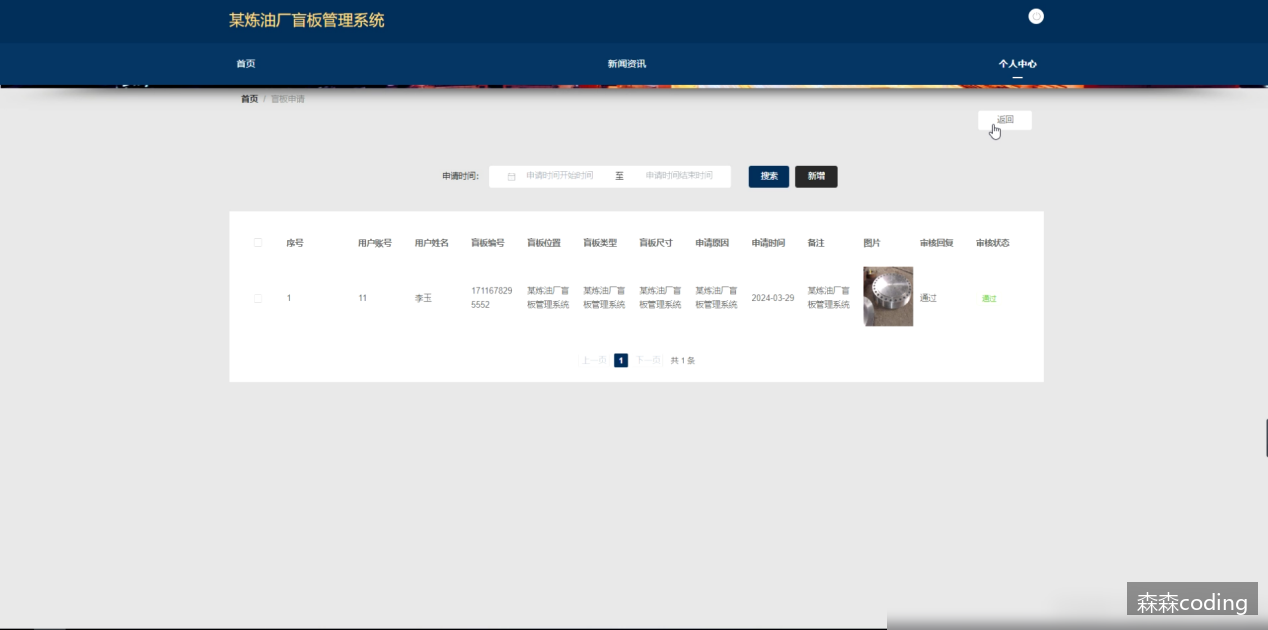 某炼油厂盲板管理系统
首页 新闻资讯 个人中心
首页 / 盲板申请
返回
申请时间: 申请时间开始时间 至 申请时间结束时间 搜索 新增
序号 用户账号 用户姓名 盲板编号 盲板位置 盲板类型 盲板尺寸 申请原因 申请时间 备注 图片 审核回复 审核状态
1 11 李玉 171167829 某炼油厂盲 某炼油厂盲 某炼油厂盲 某炼油厂盲 2024-03-29 某炼油厂盲 通过 通过
5552 板管理系统 板管理系统 板管理系统 板管理系统 板管理系统
上一页 1 下一页 共 1 条
森森coding